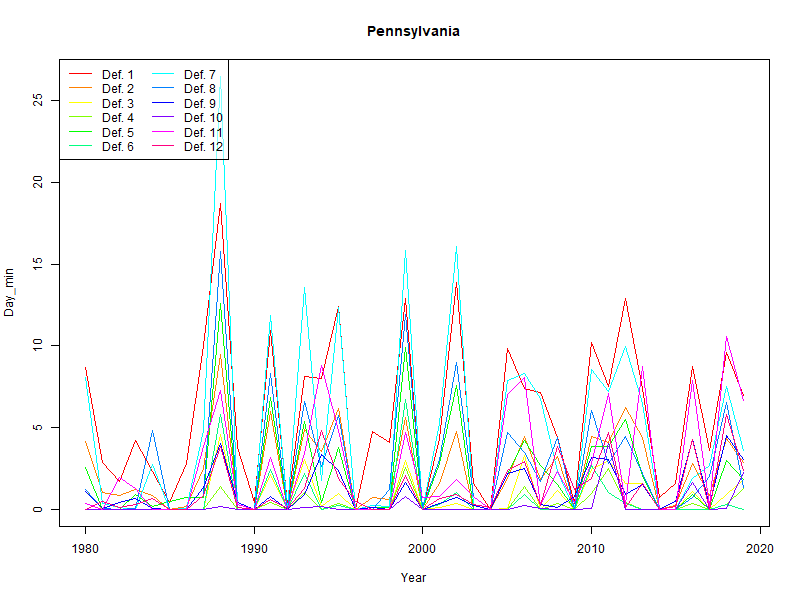 Pennsylvania
Def. 1 Def. 7
Def. 2 Def. 8
Def. 3 Def. 9
Def. 4 Def. 10
Def. 5 Def. 11
Def. 6 Def. 12
25
20
15
10
5
0
Day_min
1980 1990 2000 2010 2020
Year